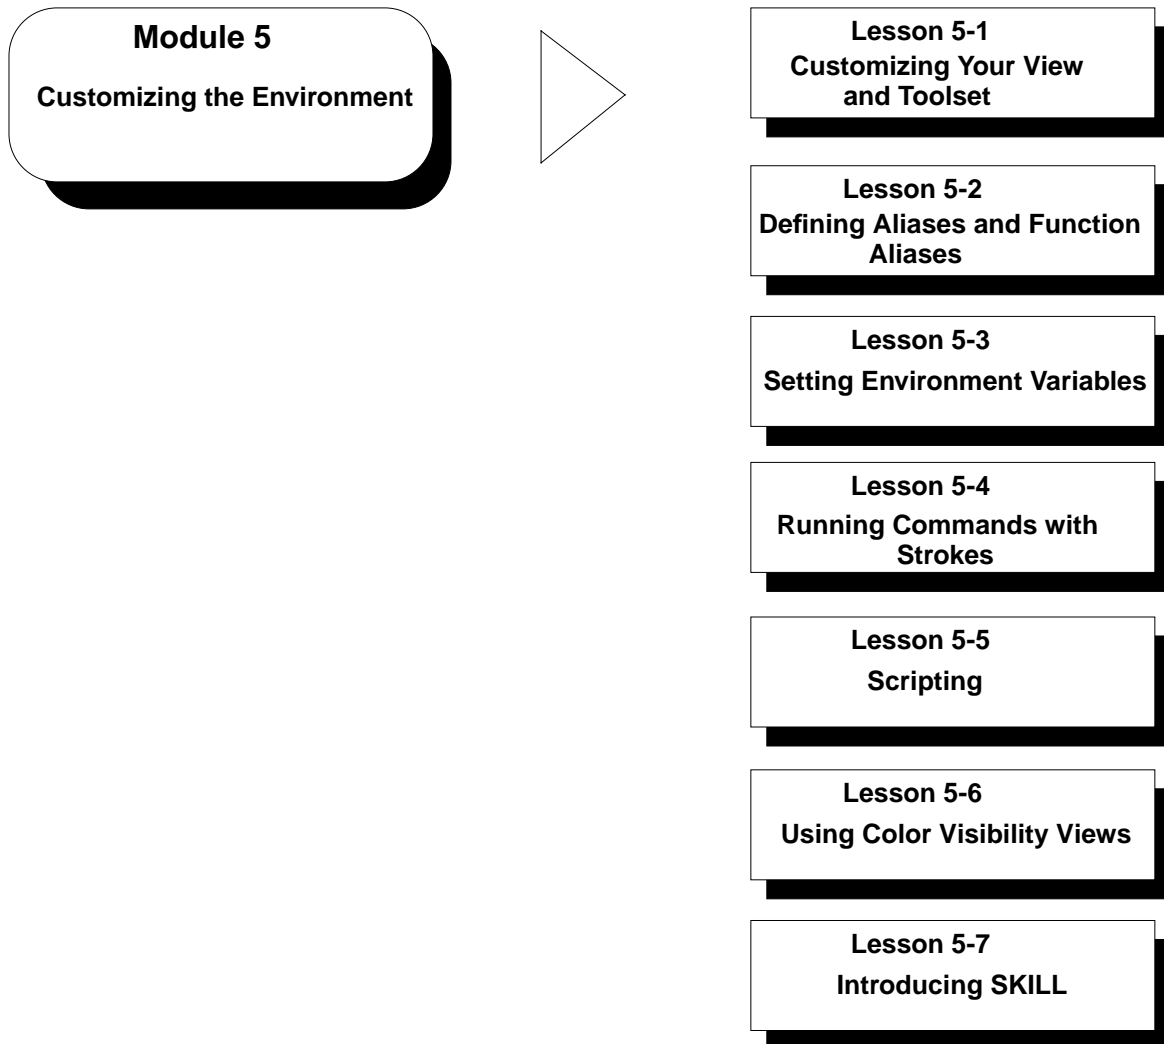 Module 5
Customizing the Environment
Lesson 5-1
Customizing Your View
and Toolset
Lesson 5-2
Defining Aliases and Function
Aliases
Lesson 5-3
Setting Environment Variables
Lesson 5-4
Running Commands with
Strokes
Lesson 5-5
Scripting
Lesson 5-6
Using Color Visibility Views
Lesson 5-7
Introducing SKILL